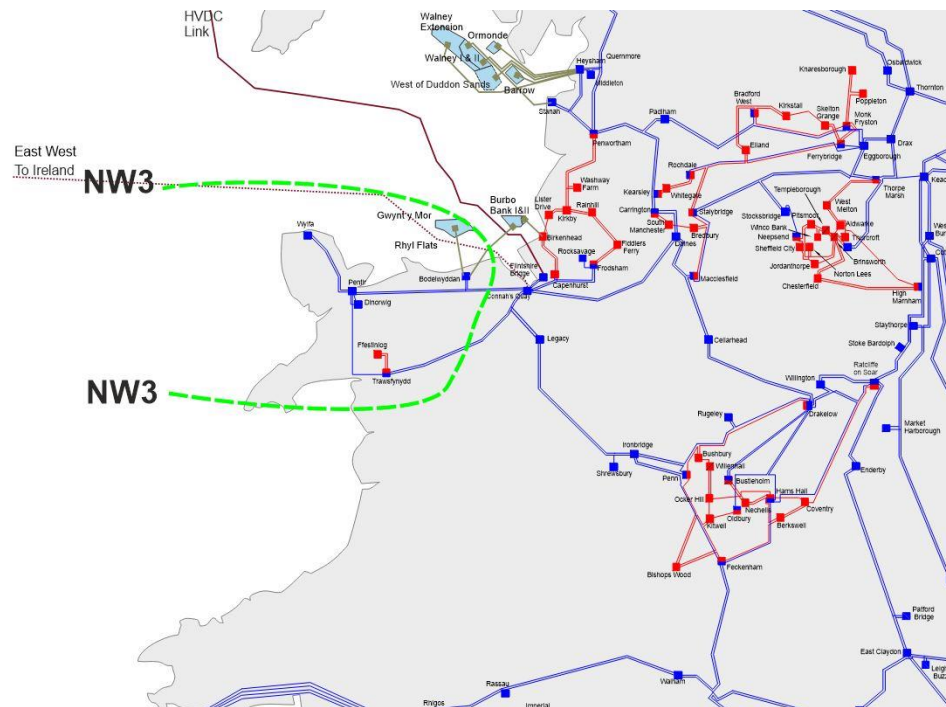 HVDC
Link
Walney
Extension
Ormonde
Walney I & II
West of Duddon Sands
Barrow
Heysham
Quernmore
Middleton
Stanah
Penwortham
Padham
Bradford
West
Kirkstall
Skelton
Grange
Knaresborough
Poppleton
Monk
Fryston
Osbaldwick
Thornton
Elland
Ferrybridge
Eggborough
Drax
East West
To Ireland
NW3
Washway
Farm
Lister
Drive
Rainhill
Kirkby
Birkenhead
Fiddlers
Ferry
Rocksavage
Frodsham
Capenhurst
Kearsley
Rochdale
Whitegate
Carrington
South
Manchester
Stalybridge
Bredbury
Daines
Macclesfield
Templeborough
Stocksbridge
Pitsmoor
Winco Bank
Neepsend
Sheffield City
Jordanthorpe
Chesterfield
West
Melton
Aldwarke
Thurcroft
Brinsworth
Norton Lees
Thorpe
Marsh
High
Marnham
Burbo
Bank I&II
Gwynt y Mor
Rhyl Flats
Wylfa
Pentir
Dinorwig
Bodelwyddan
Flintshire
Bridge
Connah's Quay
Ffestiniog
Trawsfynydd
NW3
Legacy
Cellarhead
Staythorpe
Stoke Bardolph
Ratcliffe
on Soar
Willington
Drakelow
Rugeley
Market
Harborough
Enderby
Ironbridge
Shrewsbury
Penn
Bushbury
Willenhall
Bustleholm
Ocker Hill
Nechells
Hams Hall
Oldbury
Kitwell
Coventry
Berkswell
Bishops Wood
Feckenham
Patford
Bridge
East Claydon
Leigh
Buzz
Walham
Rassau
Rhigos
Imperial